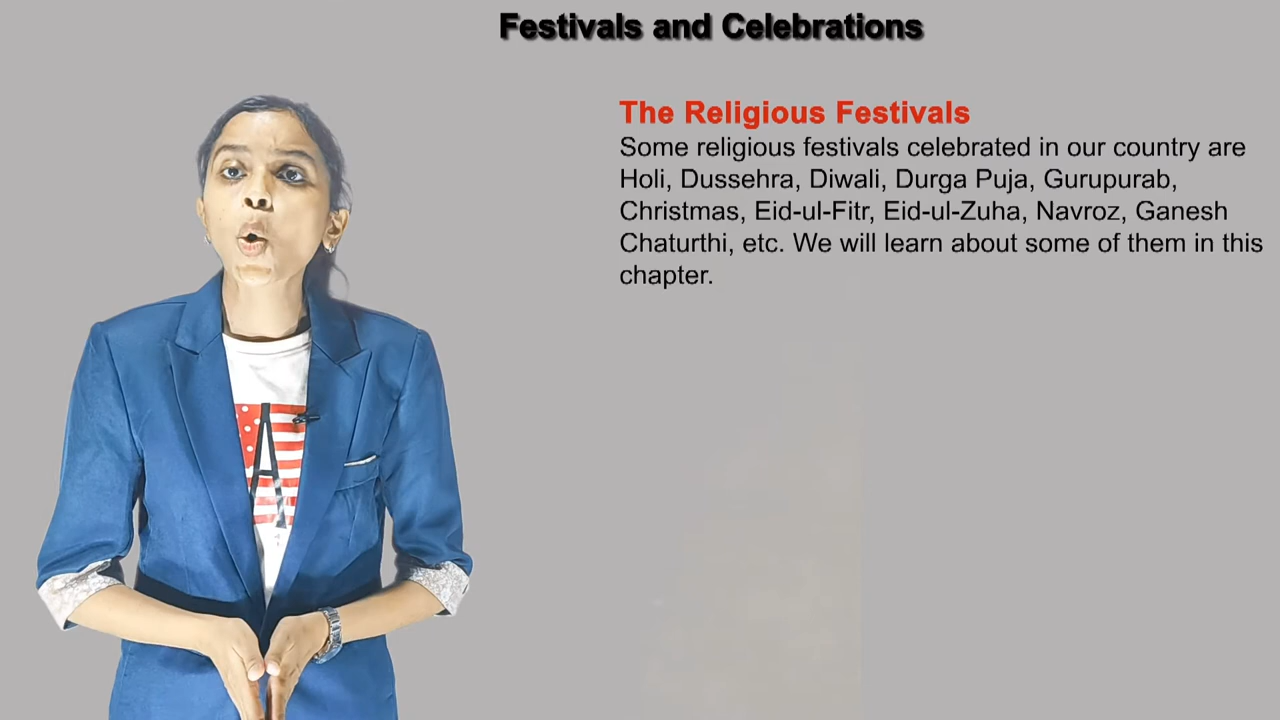 Festivals and Celebrations
The Religious Festivals
Some religious festivals celebrated in our country are
Holi, Dussehra, Diwali, Durga Puja, Gurupurab,
Christmas, Eid-ul-Fitr, Eid-ul-Zuha, Navroz, Ganesh
Chaturthi, etc. We will learn about some of them in this
chapter.
A